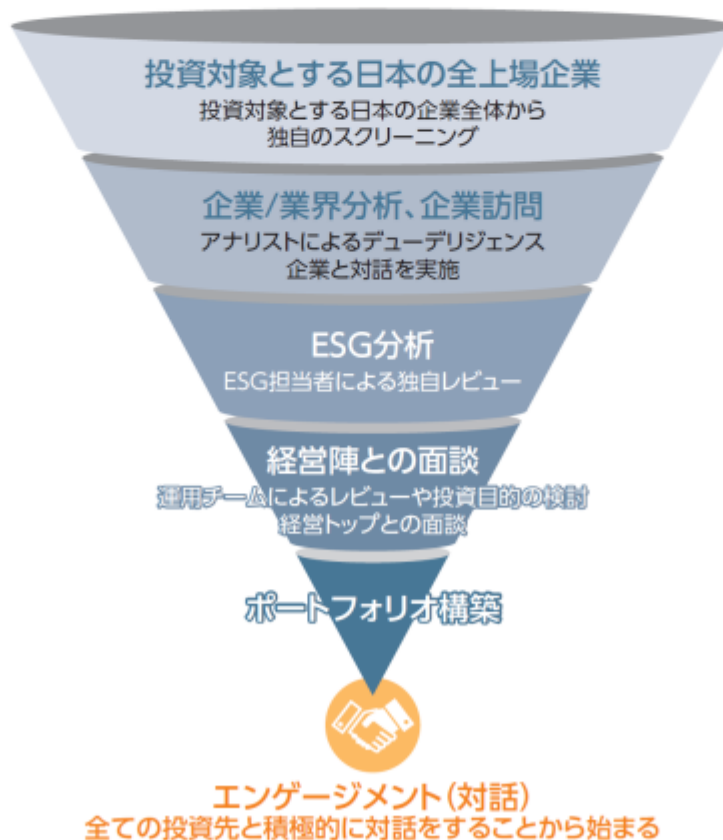 投資対象とする日本の全上場企業
投資対象とする日本の企業全体から
独自のスクリーニング
企業/業界分析、企業訪問
アナリストによるデューデリジェンス
企業と対話を実施
ESG分析
ESG担当者による独自レビュー
経営陣との面談
運用チームによるレビューや投資目的の検討
経営トップとの面談
ポートフォリオ構築
エンゲージメント(対話)
全ての投資先と積極的に対話をすることから始まる